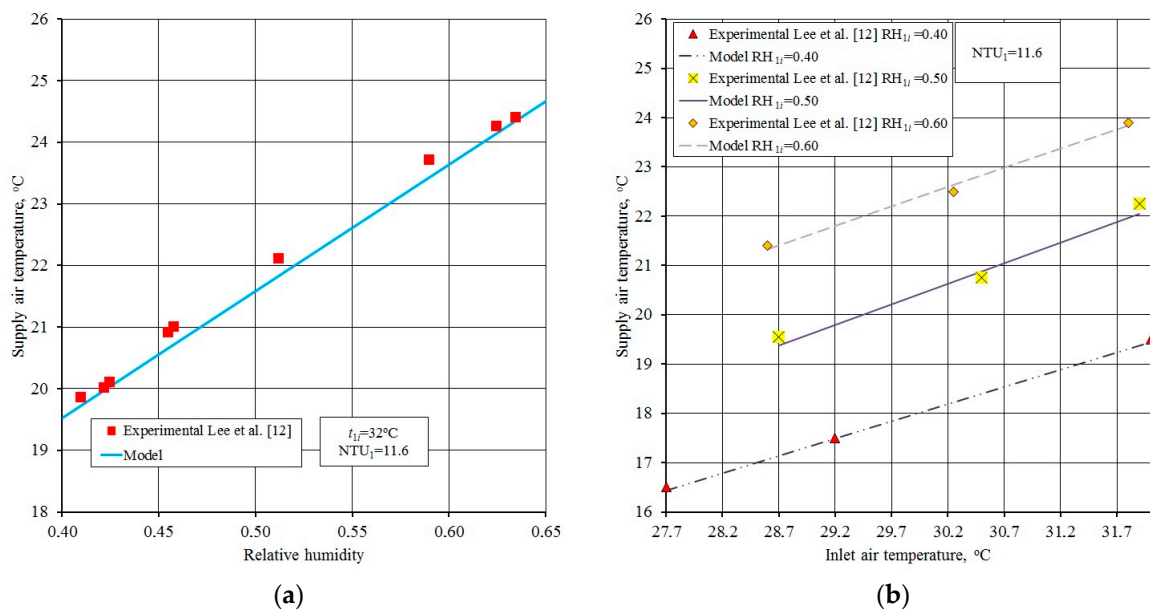 26
25
24
23
22
21
20
19
18
0.40
0.45
0.50
0.55
0.60
0.65
Supply air temperature, °C
Relative humidity
Experimental Lee et al. [12]
Model
t1i=32°C
NTU1=11.6
(a)
26
25
24
23
22
21
20
19
18
17
16
27.7
28.2
28.7
29.2
29.7
30.2
30.7
31.2
31.7
Supply air temperature, °C
Inlet air temperature, °C
Experimental Lee et al. [12] RH1i=0.40
Model RH1i=0.40
Experimental Lee et al. [12] RH1i=0.50
Model RH1i=0.50
Experimental Lee et al. [12] RH1i=0.60
Model RH1i=0.60
NTU1=11.6
(b)